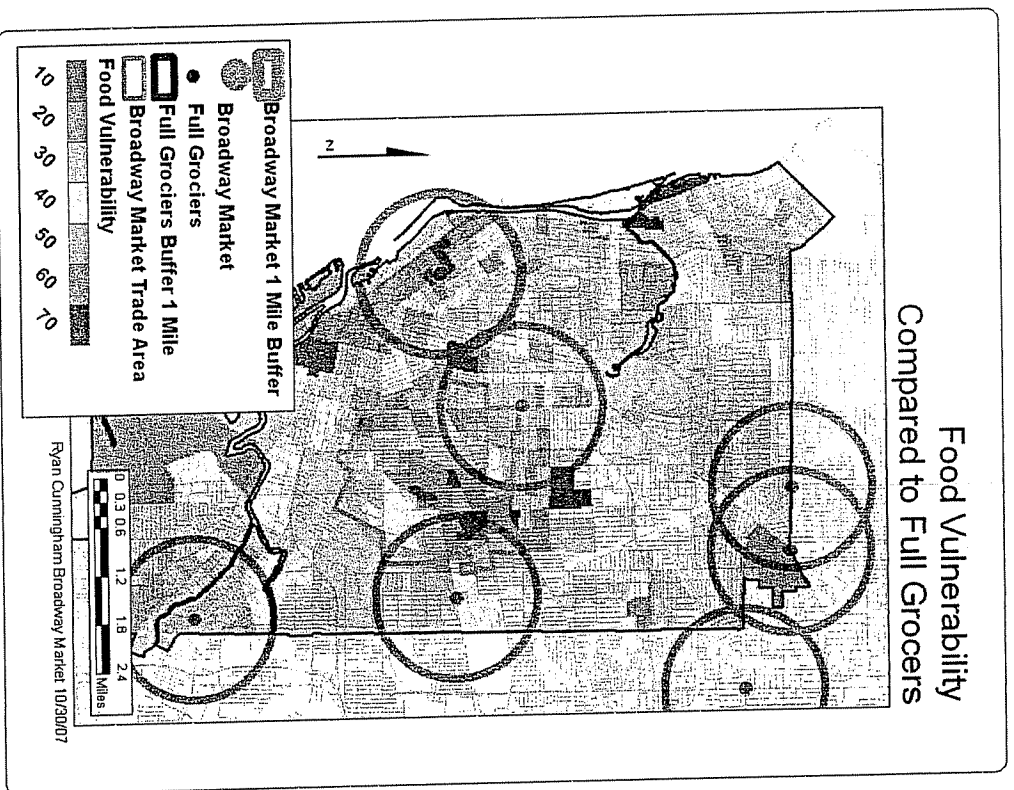 Food Vulnerability
Compared to Full Grocers
N
Broadway Market 1 Mile Buffer
Broadway Market
Full Grociers
Full Grociers Buffer 1 Mile
Broadway Market Trade Area
Food Vulnerability
10 20 30 40 50 60 70
0 0.3 0.6 1.2 1.8 2.4
Miles
Ryan Cunningham Broadway Market 10/30/07